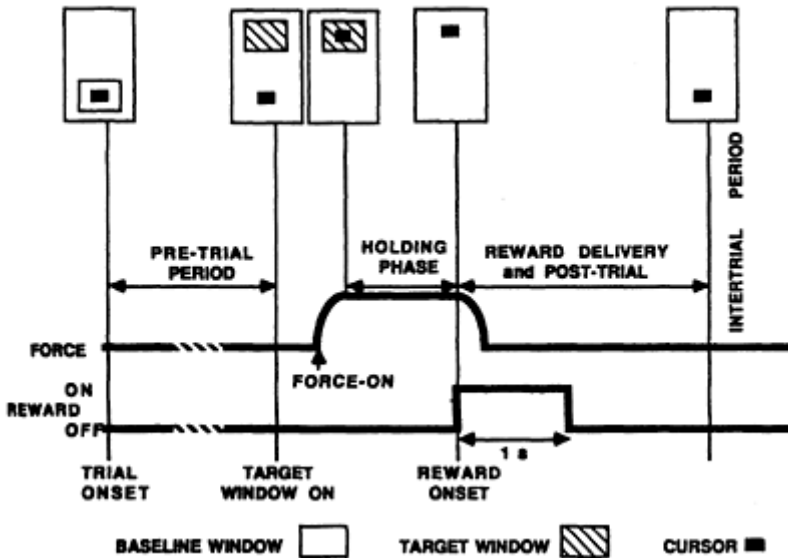 PRE-TRIAL
PERIOD
HOLDING
PHASE
REWARD DELIVERY
and POST-TRIAL
INTERTRIAL PERIOD
FORCE
FORCE-ON
ON
REWARD
OFF
1 s
TRIAL
ONSET
TARGET
WINDOW ON
REWARD
ONSET
BASELINE WINDOW
TARGET WINDOW
CURSOR